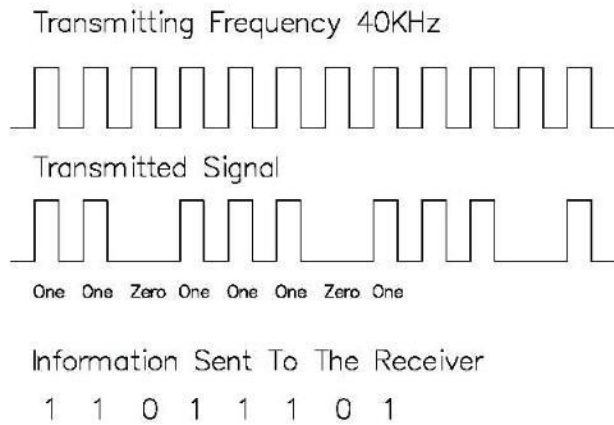 Transmitting Frequency 40KHz
Transmitted Signal
One One Zero One One One Zero One
Information Sent To The Receiver
1 1 0 1 1 1 0 1